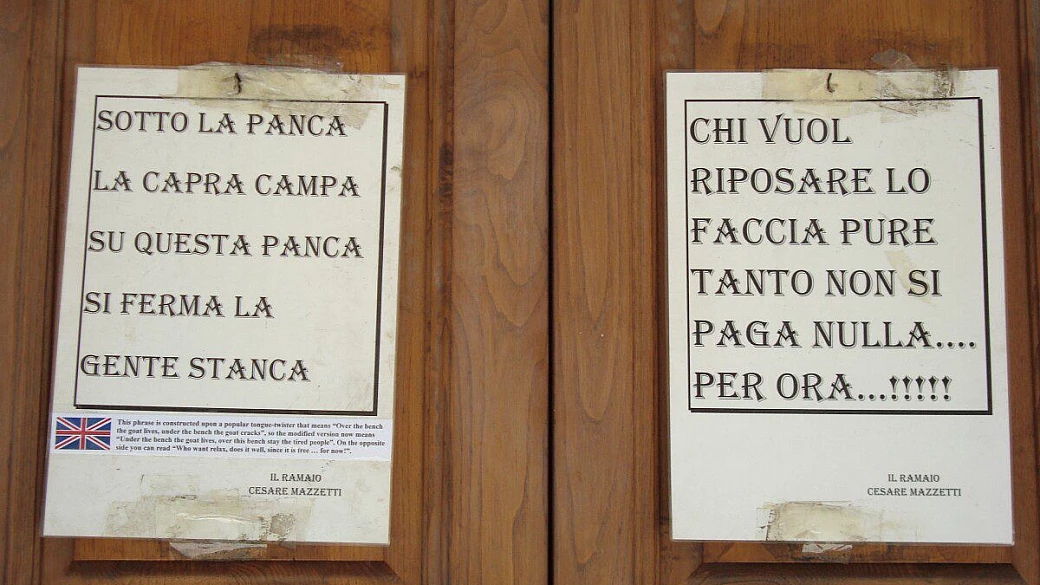 SOTTO LA PANCA
LA CAPRA CAMPA
SU QUESTA PANCA
SI FERMA LA
GENTE STANCA
This phrase is constructed upon a popular tongue-twister that means "Over the bench
the goat lives, under the bench the goat cracks", so the modified version now means
"Under the bench the goat lives, over this bench stay the tired people". On the opposite
side you can read "Who want relax, does it well, since it is free ... for now!".
IL RAMAIO
CESARE MAZZETTI
CHI VUOL
RIPOSARE LO
FACCIA PURE
TANTO NON SI
PAGA NULLA....
PER ORA...!!!!!
IL RAMAIO
CESARE MAZZETTI